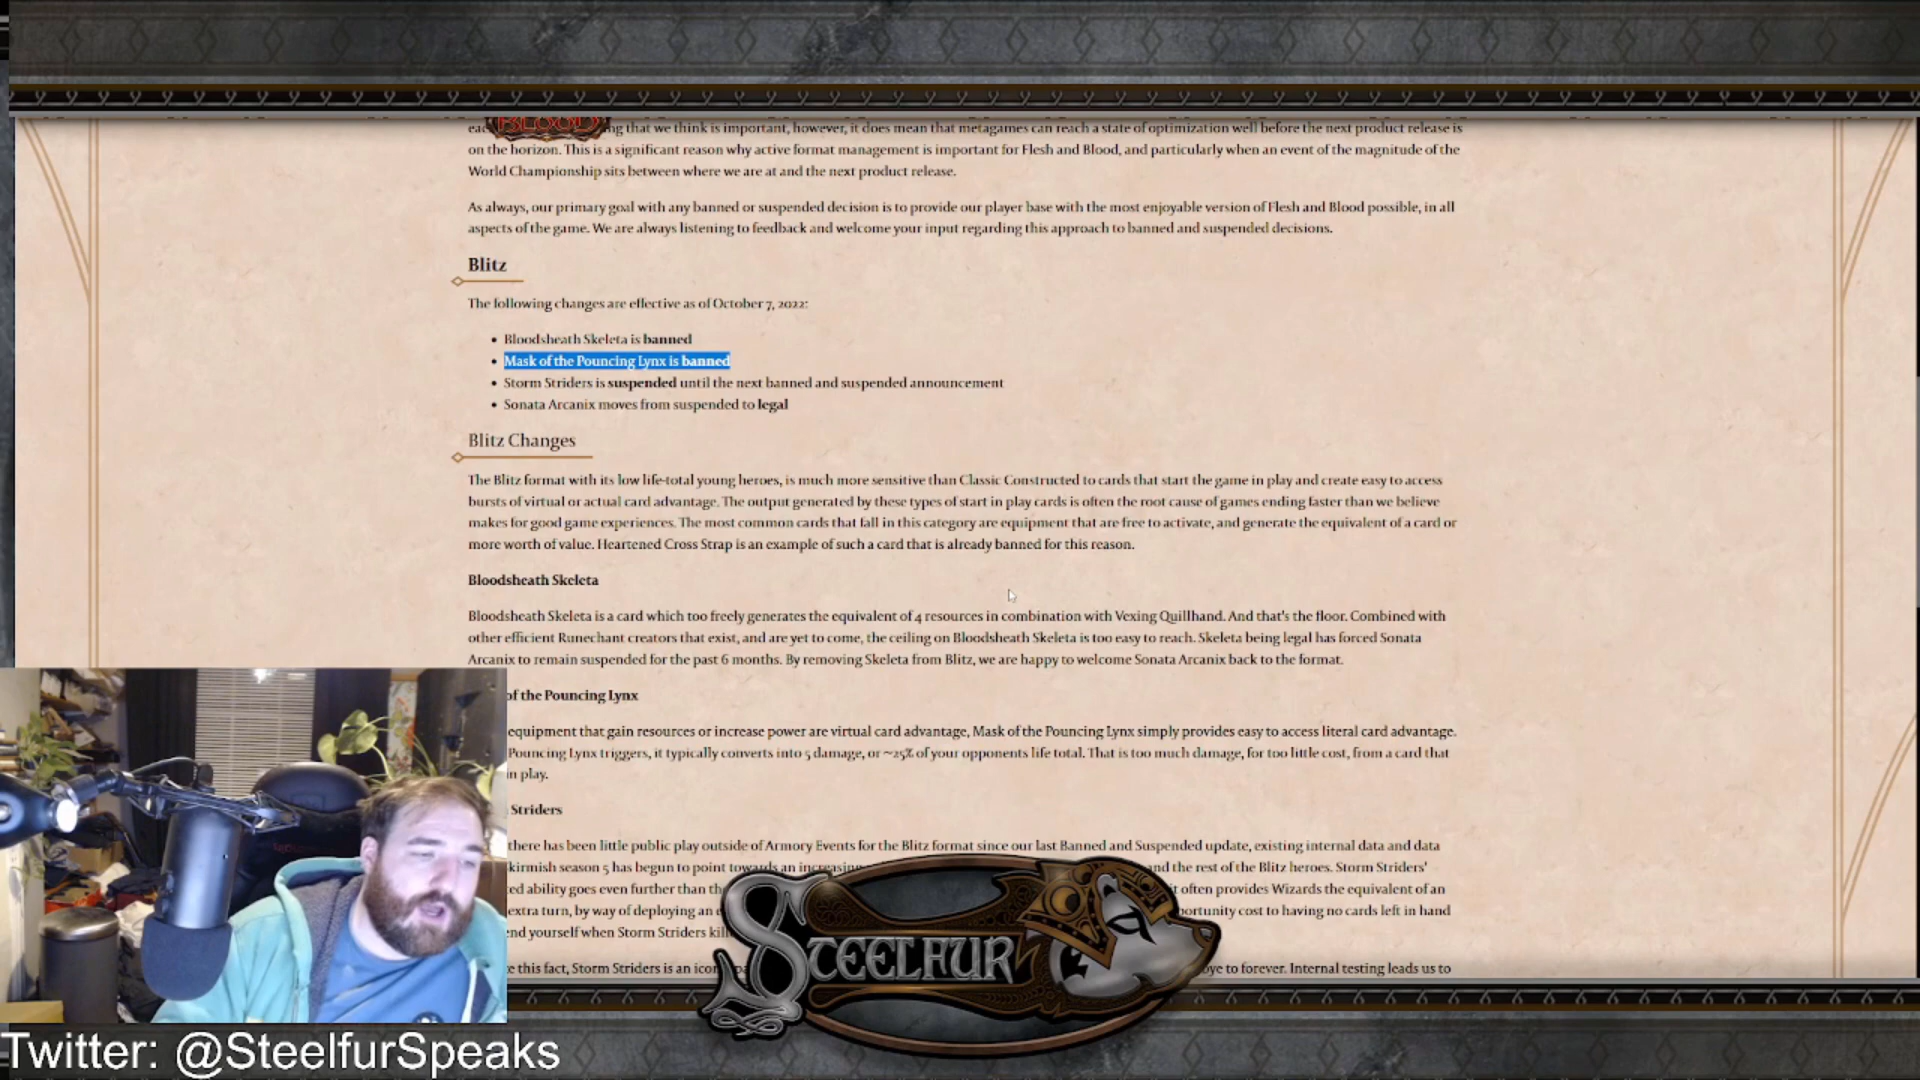 BLOOD
eac ng that we think is important, however, it does mean that metagames can reach a state of optimization well before the next product release is
on the horizon. This is a significant reason why active format management is important for Flesh and Blood, and particularly when an event of the magnitude of the
World Championship sits between where we are at and the next product release.
As always, our primary goal with any banned or suspended decision is to provide our player base with the most enjoyable version of Flesh and Blood possible, in all
aspects of the game. We are always listening to feedback and welcome your input regarding this approach to banned and suspended decisions.
Blitz
The following changes are effective as of October 7, 2022:
• Bloodsheath Skeleta is banned
• Mask of the Pouncing Lynx is banned
• Storm Striders is suspended until the next banned and suspended announcement
• Sonata Arcanix moves from suspended to legal
Blitz Changes
The Blitz format with its low life-total young heroes, is much more sensitive than Classic Constructed to cards that start the game in play and create easy to access
bursts of virtual or actual card advantage. The output generated by these types of start in play cards is often the root cause of games ending faster than we believe
makes for good game experiences. The most common cards that fall in this category are equipment that are free to activate, and generate the equivalent of a card or
more worth of value. Heartened Cross Strap is an example of such a card that is already banned for this reason.
Bloodsheath Skeleta
Bloodsheath Skeleta is a card which too freely generates the equivalent of 4 resources in combination with Vexing Quillhand. And that's the floor. Combined with
other efficient Runechant creators that exist, and are yet to come, the ceiling on Bloodsheath Skeleta is too easy to reach. Skeleta being legal has forced Sonata
Arcanix to remain suspended for the past 6 months. By removing Skeleta from Blitz, we are happy to welcome Sonata Arcanix back to the format.
of the Pouncing Lynx
equipment that gain resources or increase power are virtual card advantage, Mask of the Pouncing Lynx simply provides easy to access literal card advantage.
Pouncing Lynx triggers, it typically converts into 5 damage, or ~25% of your opponents life total. That is too much damage, for too little cost, from a card that
in play.
Striders
there has been little public play outside of Armory Events for the Blitz format since our last Banned and Suspended update, existing internal data and data
kirmish season 5 has begun to point towards an increasing and the rest of the Blitz heroes. Storm Striders'
ed ability goes even further than th it often provides Wizards the equivalent of an
extra turn, by way of deploying an e portunity cost to having no cards left in hand
end yourself when Storm Striders kill
e this fact, Storm Striders is an icon bye to forever. Internal testing leads us to
STEELFUR
Twitter: @SteelfurSpeaks